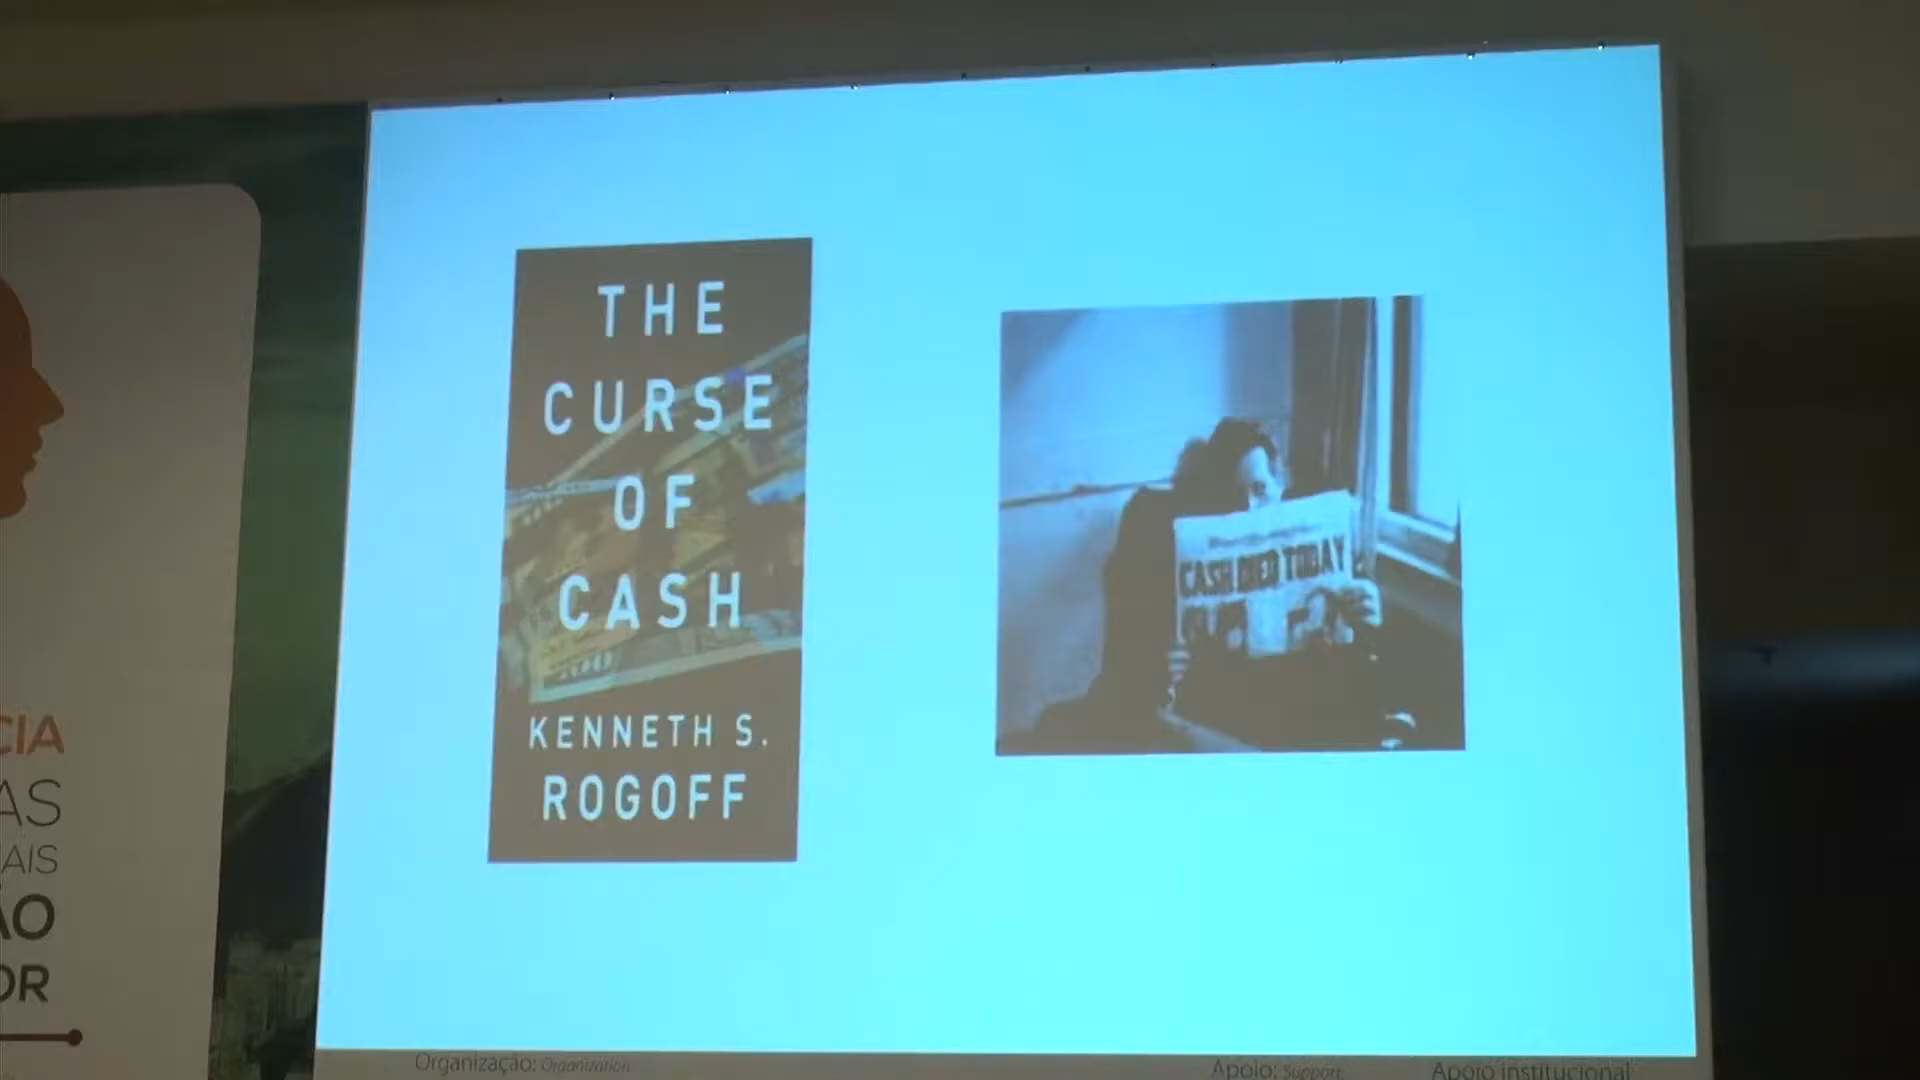 THE
CURSE
OF
CASH
KENNETH S.
ROGOFF
CASH DIED TODAY
CIA
AS
AIS
ÃO
OR
Organização: Organization
Apoio: Support
Apoio institucional